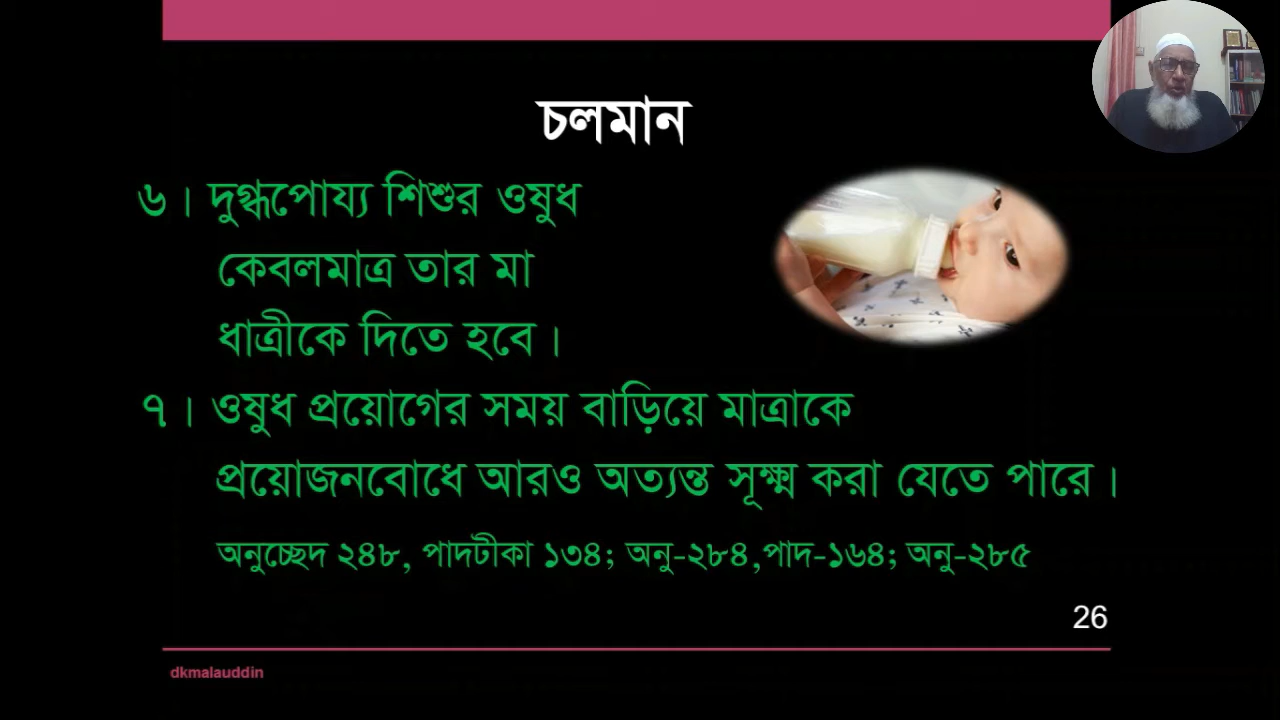 চলমান
৬। দুগ্ধপোয্য শিশুর ওষুধ
কেবলমাত্র তার মা
ধাত্রীকে দিতে হবে।
৭। ওষুধ প্রয়োগের সময় বাড়িয়ে মাত্রাকে
প্রয়োজনবোধে আরও অত্যন্ত সূক্ষ্ম করা যেতে পারে।
অনুচ্ছেদ ২৪৮, পাদটীকা ১৩৪; অনু-২৮৪,পাদ-১৬৪; অনু-২৮৫
26
dkmalauddin